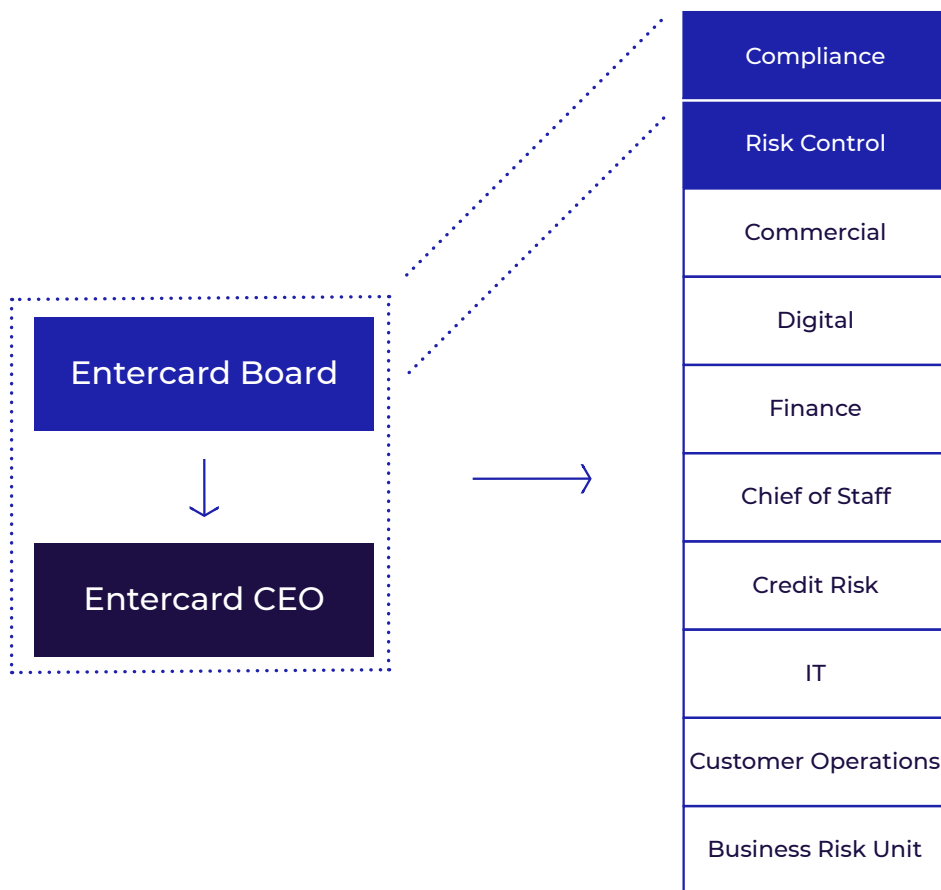 Entercard Board
Entercard CEO
Compliance
Risk Control
Commercial
Digital
Finance
Chief of Staff
Credit Risk
IT
Customer Operations
Business Risk Unit